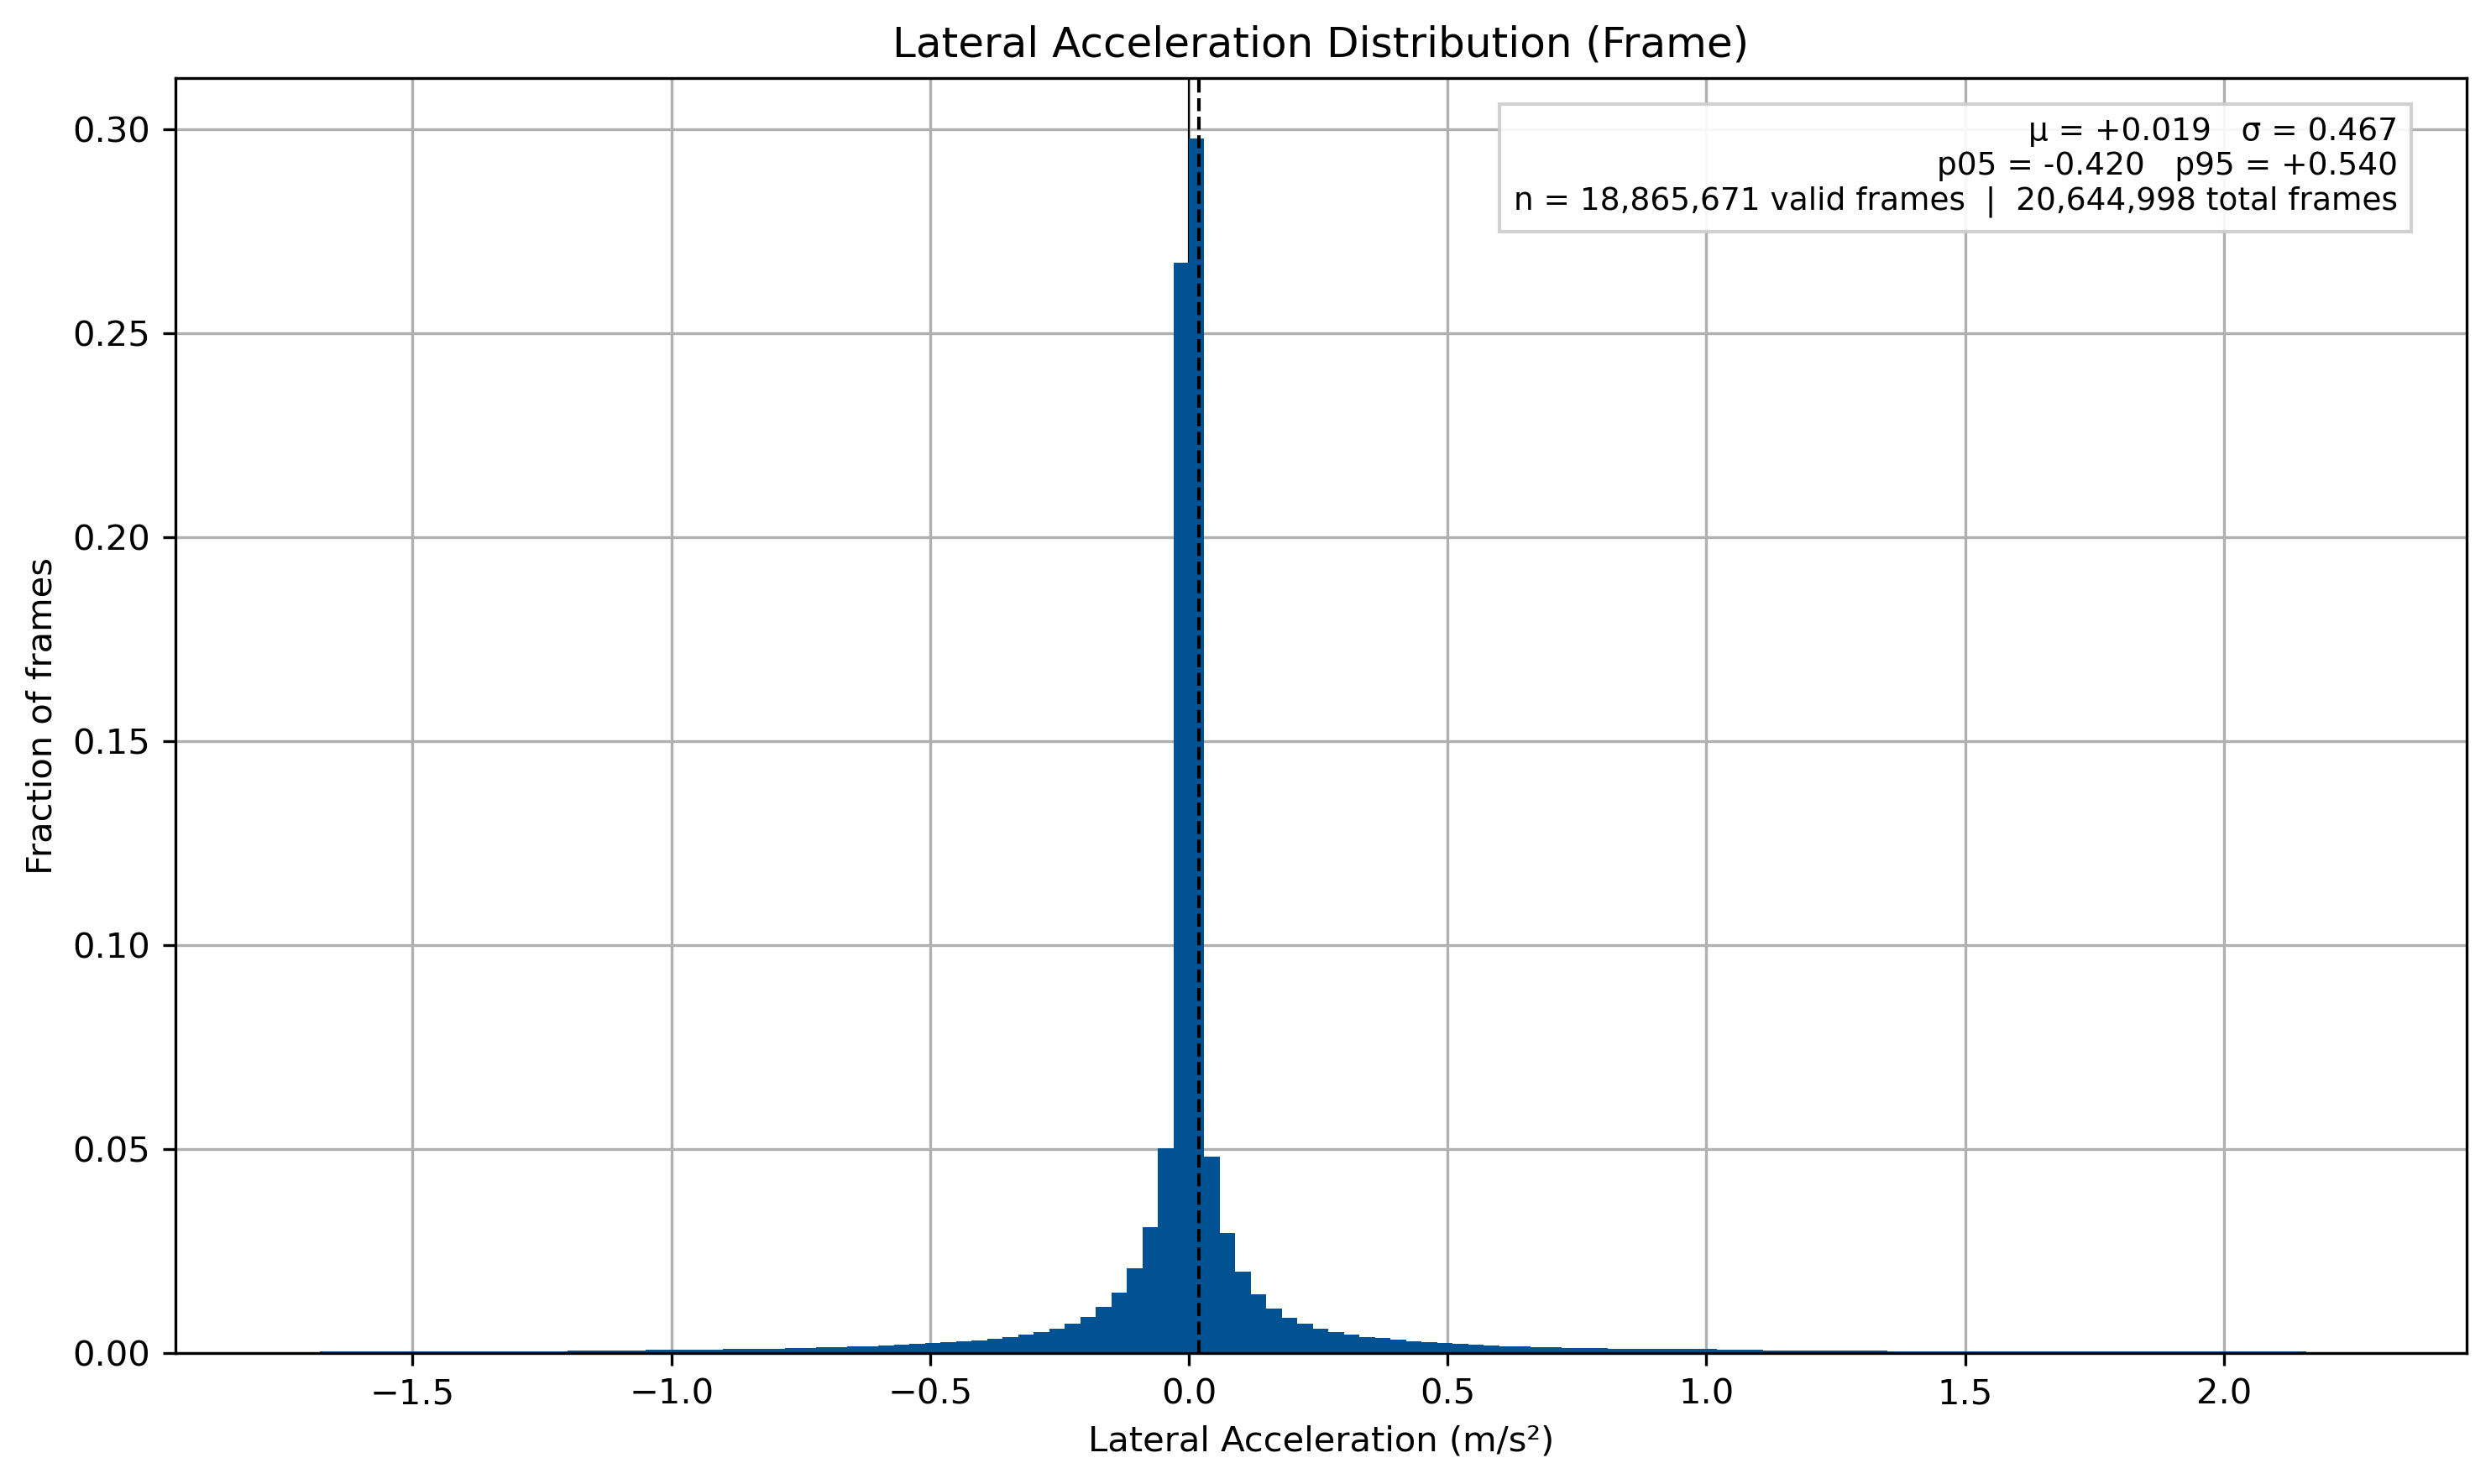 Lateral Acceleration Distribution (Frame)
μ = +0.019   σ = 0.467
p05 = -0.420   p95 = +0.540
n = 18,865,671 valid frames  |  20,644,998 total frames
Fraction of frames
0.30
0.25
0.20
0.15
0.10
0.05
0.00
−1.5 −1.0 −0.5 0.0 0.5 1.0 1.5 2.0
Lateral Acceleration (m/s²)